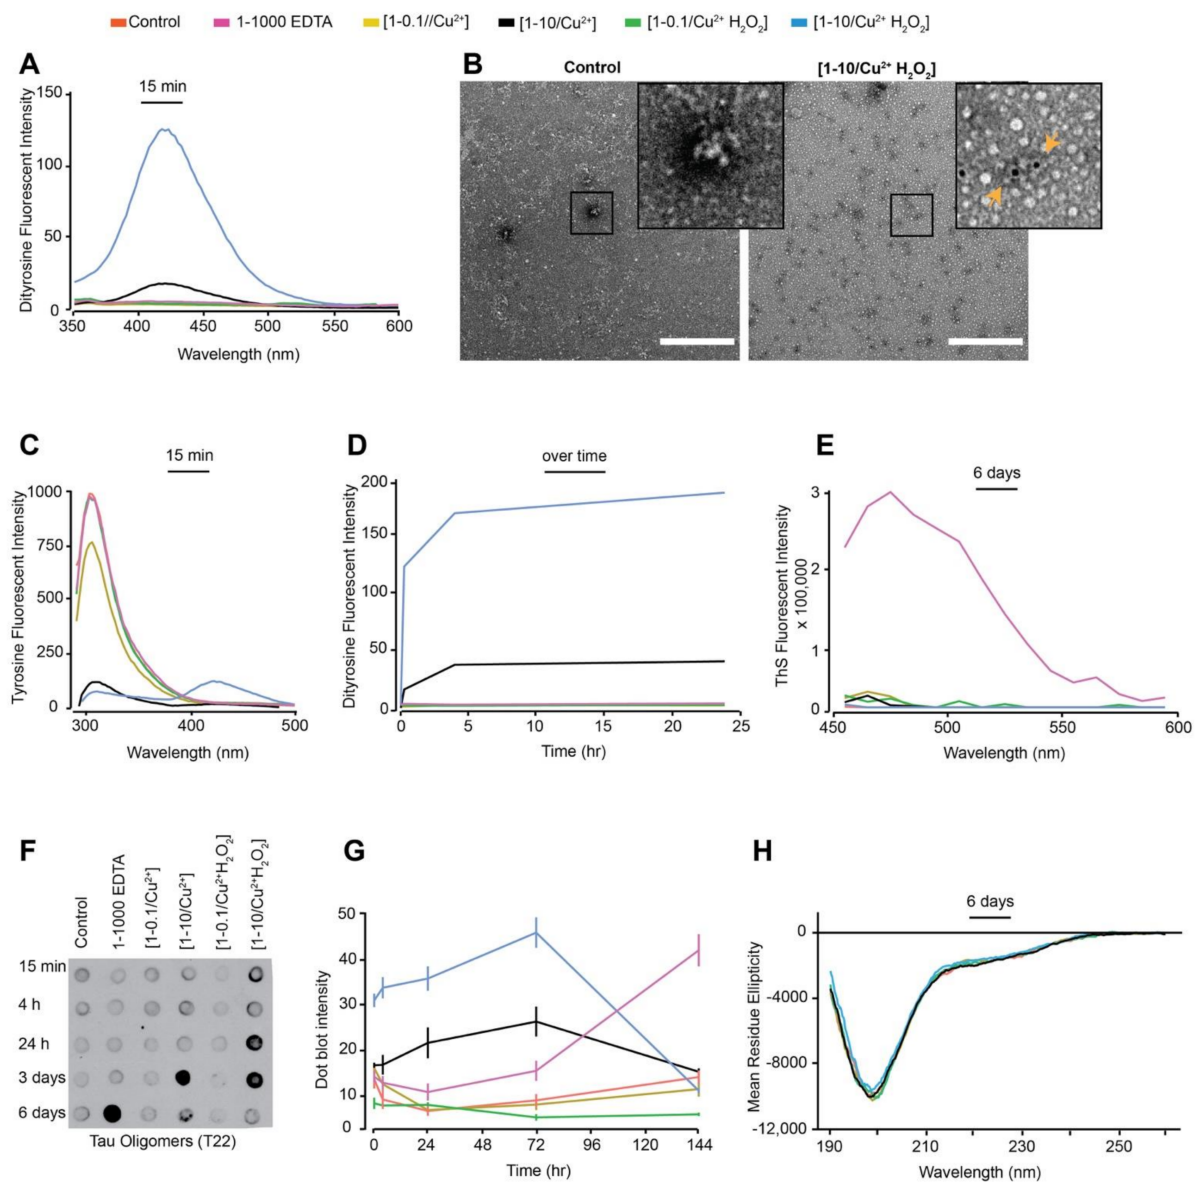 Control 1-1000 EDTA [1-0.1//Cu²⁺] [1-10/Cu²⁺] [1-0.1/Cu²⁺ H₂O₂] [1-10/Cu²⁺ H₂O₂]
A
15 min
Dityrosine Fluorescent Intensity
150
100
50
0
350 400 450 500 550 600
Wavelength (nm)
B
Control [1-10/Cu²⁺ H₂O₂]
C
15 min
Tyrosine Fluorescent Intensity
1000
750
500
250
0
300 400 500
Wavelength (nm)
D
over time
Dityrosine Fluorescent Intensity
200
150
100
50
0
0 5 10 15 20 25
Time (hr)
E
6 days
ThS Fluorescent Intensity
x 100,000
3
2
1
0
450 500 550 600
Wavelength (nm)
F
Control
1-1000 EDTA
[1-0.1/Cu²⁺]
[1-10/Cu²⁺]
[1-0.1/Cu²⁺H₂O₂]
[1-10/Cu²⁺H₂O₂]
15 min
4 h
24 h
3 days
6 days
Tau Oligomers (T22)
G
Dot blot intensity
50
40
30
20
10
0
0 24 48 72 96 120 144
Time (hr)
H
6 days
Mean Residue Ellipticity
0
-4000
-8000
-12,000
190 210 230 250
Wavelength (nm)